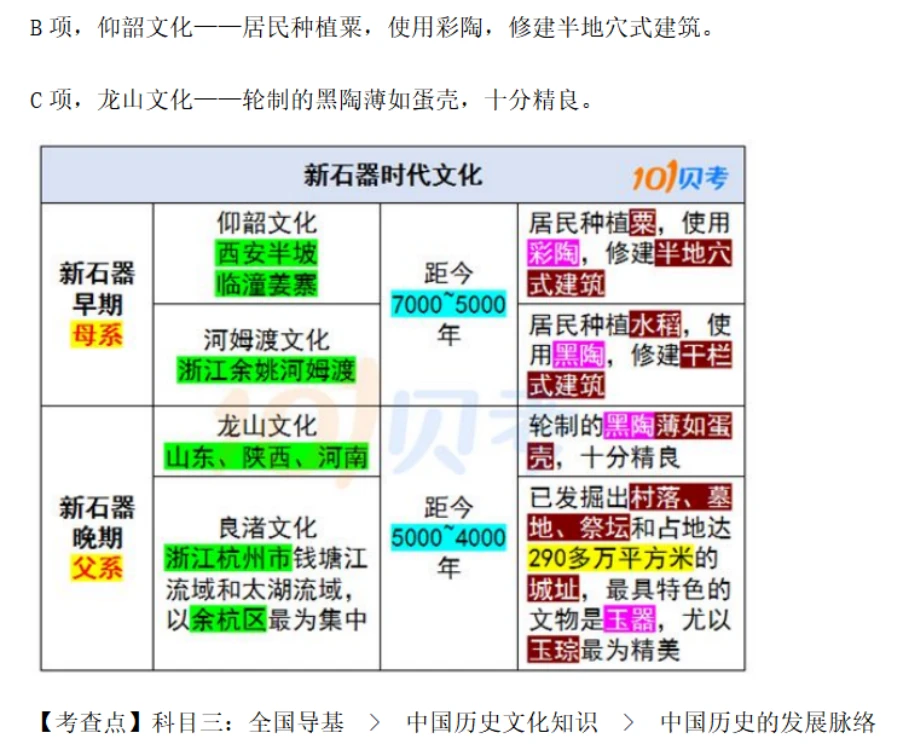 B 项，仰韶文化——居民种植粟，使用彩陶，修建半地穴式建筑。
C 项，龙山文化——轮制的黑陶薄如蛋壳，十分精良。
新石器时代文化
101贝考
新石器
早期
母系
仰韶文化
西安半坡
临潼姜寨
距今
7000~5000
年
居民种植粟，使用
彩陶，修建半地穴
式建筑
河姆渡文化
浙江余姚河姆渡
居民种植水稻，使
用黑陶，修建干栏
式建筑
新石器
晚期
父系
龙山文化
山东、陕西、河南
距今
5000~4000
年
轮制的黑陶薄如蛋
壳，十分精良
良渚文化
浙江杭州市钱塘江
流域和太湖流域，
以余杭区最为集中
已发掘出村落、墓
地、祭坛和占地达
290多万平方米的
城址，最具特色的
文物是玉器，尤以
玉琮最为精美
101贝考
【考查点】科目三：全国导基 > 中国历史文化知识 > 中国历史的发展脉络